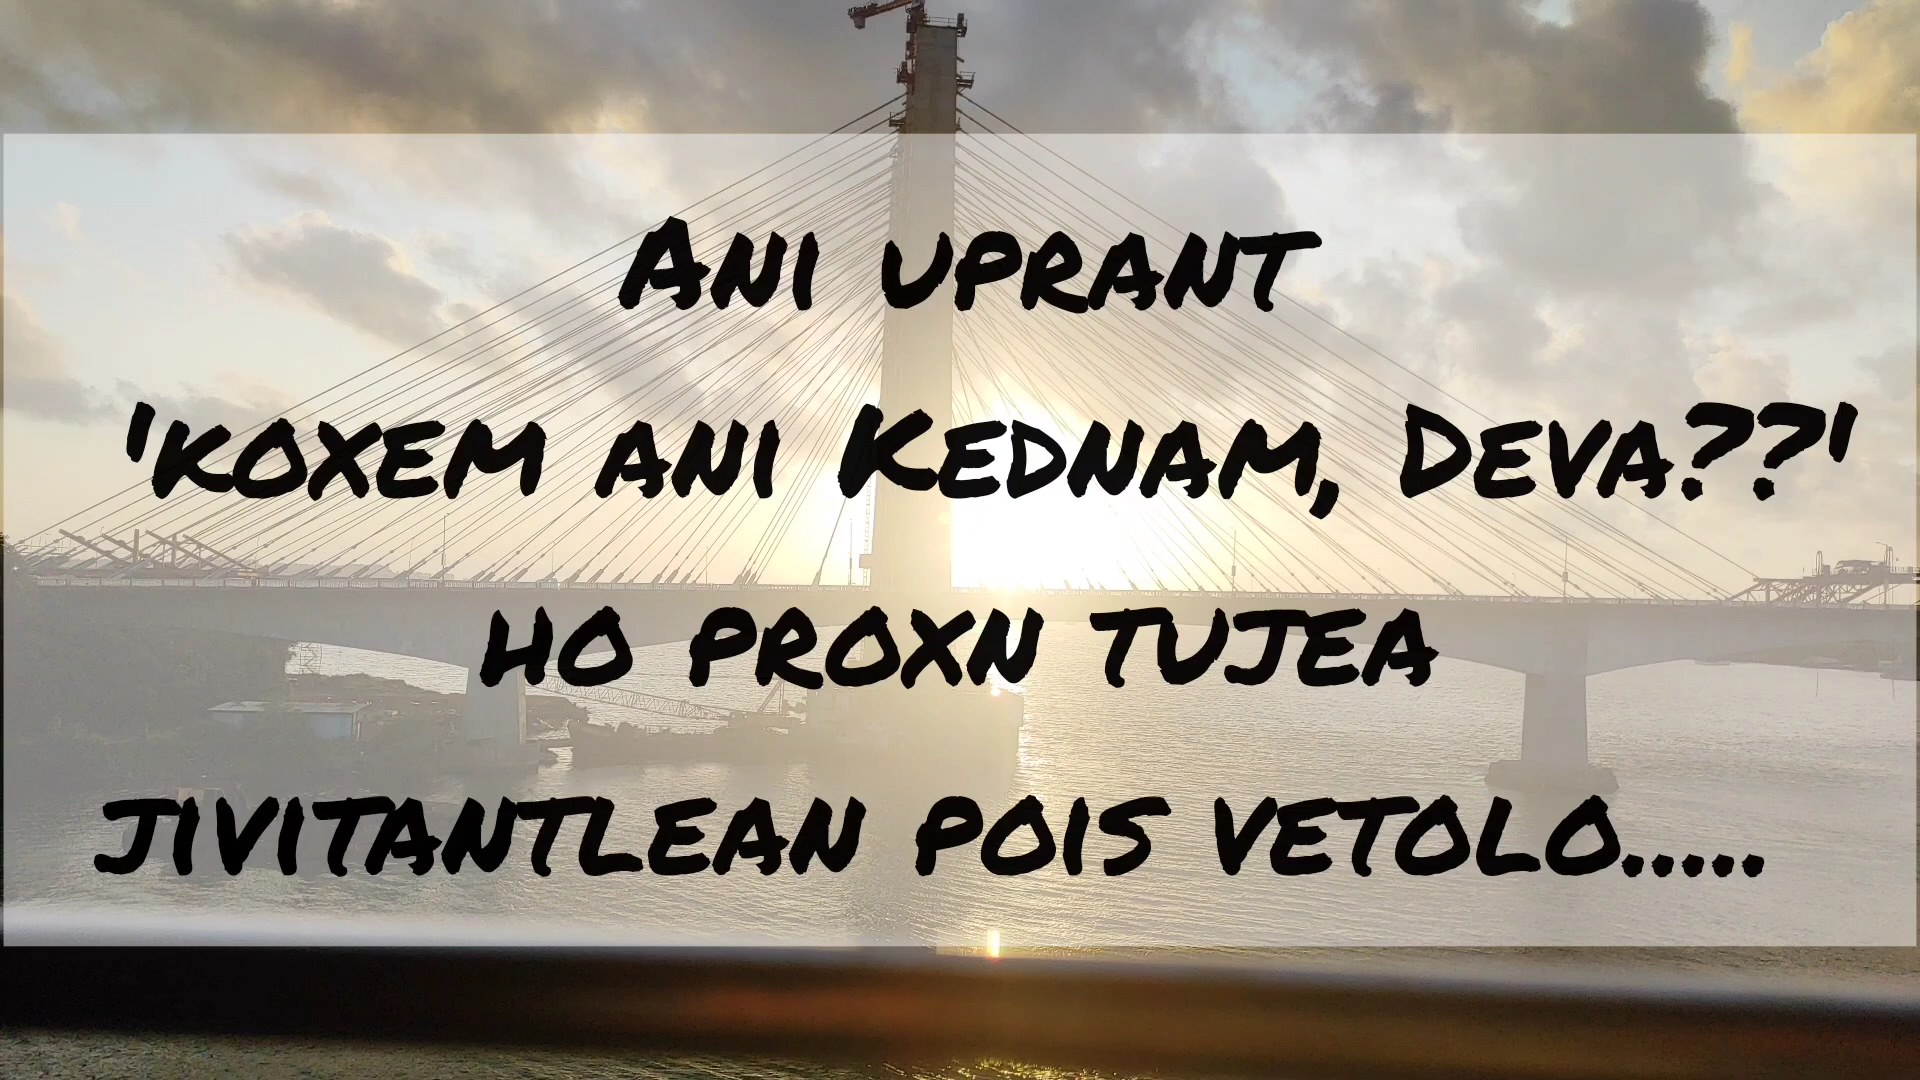 Ani uprant
'koxem ani Kednam, Deva??'
ho proxn tujea
jivitantlean pois vetolo.....